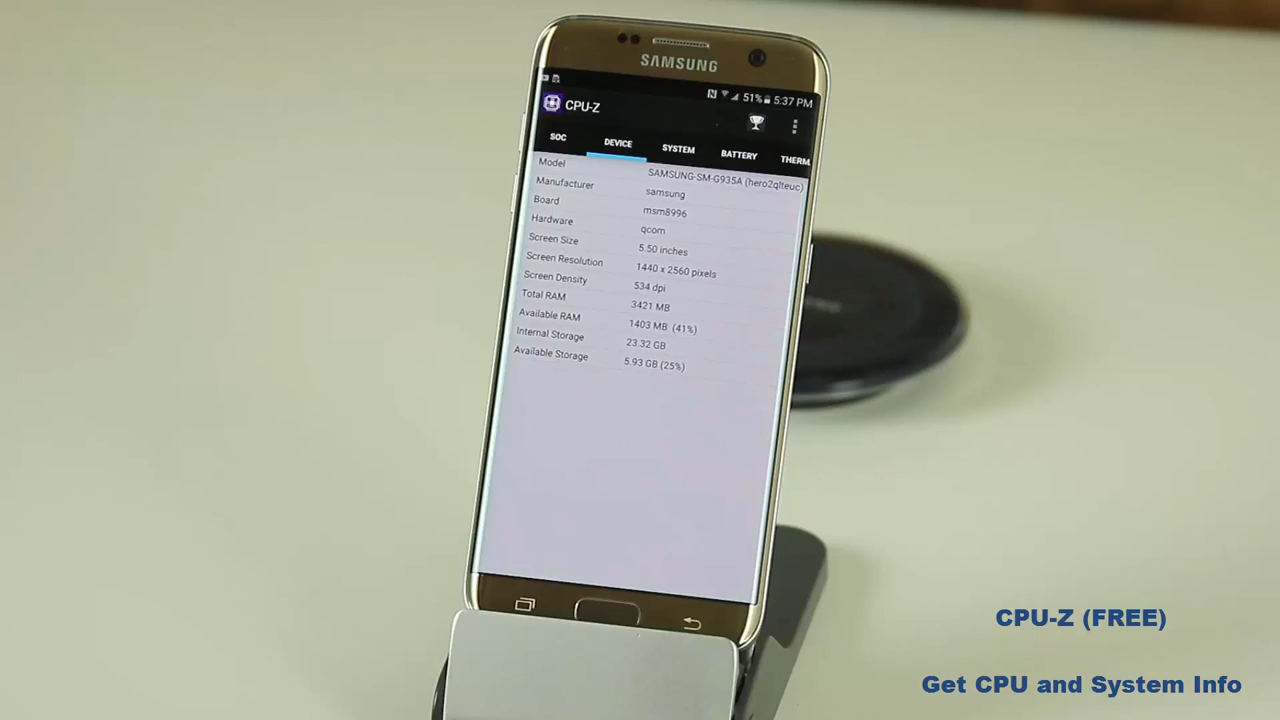 SAMSUNG
51% 5:37 PM
CPU-Z
SOC DEVICE SYSTEM BATTERY THERM
Model SAMSUNG-SM-G935A (hero2qlteuc)
Manufacturer samsung
Board msm8996
Hardware qcom
Screen Size 5.50 inches
Screen Resolution 1440 x 2560 pixels
Screen Density 534 dpi
Total RAM 3421 MB
Available RAM 1403 MB (41%)
Internal Storage 23.32 GB
Available Storage 5.93 GB (25%)
CPU-Z (FREE)
Get CPU and System Info